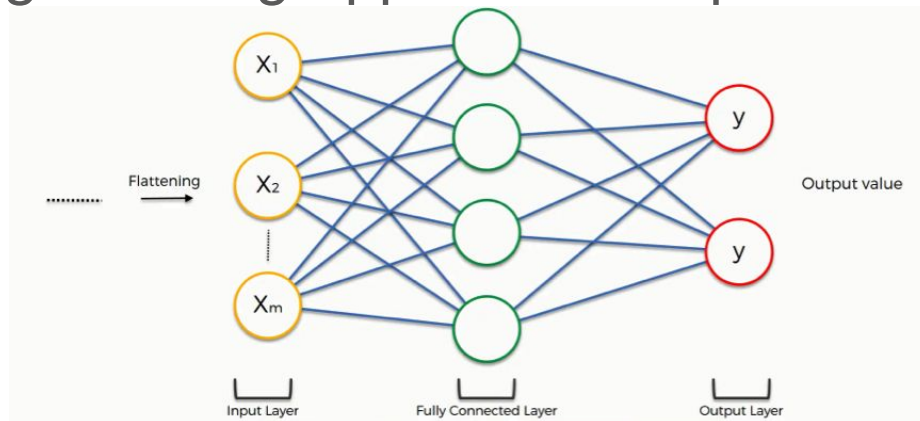 Flattening
X1
X2
Xm
y
y
Output value
Input Layer
Fully Connected Layer
Output Layer